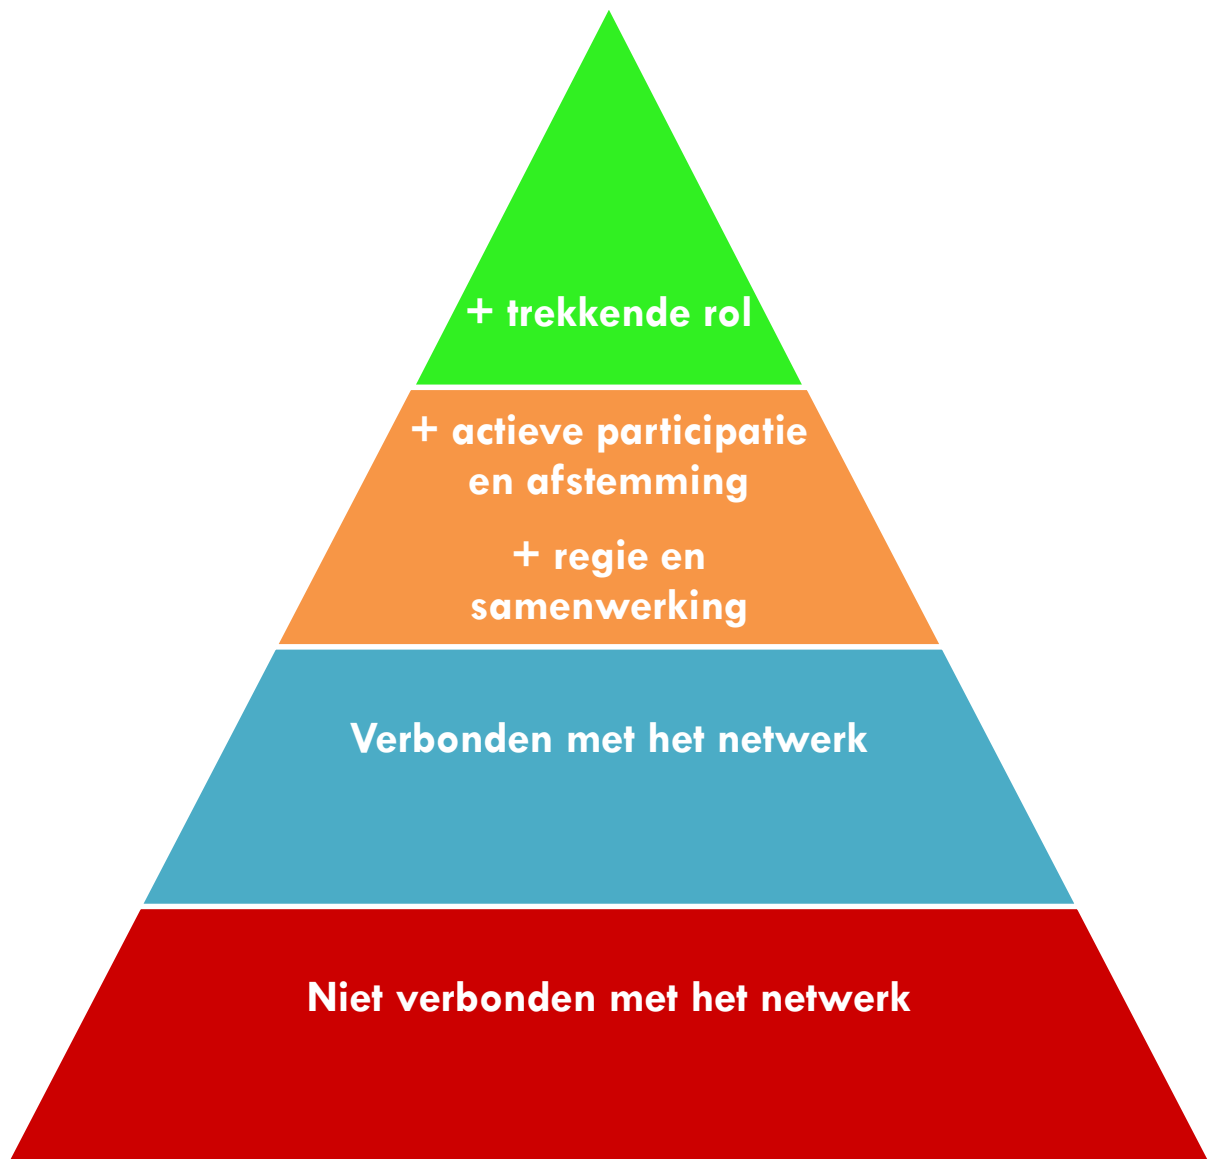 + trekkende rol
+ actieve participatie
en afstemming
+ regie en
samenwerking
Verbonden met het netwerk
Niet verbonden met het netwerk